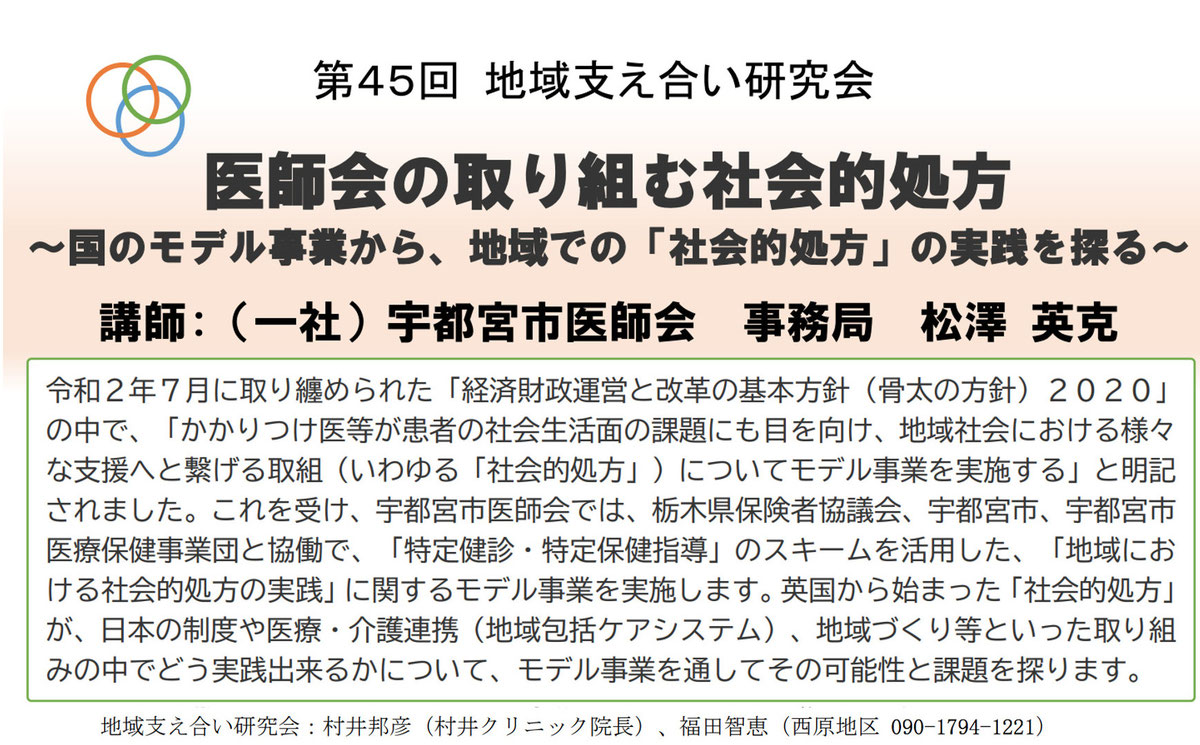 第45回 地域支え合い研究会
医師会の取り組む社会的処方
～国のモデル事業から、地域での「社会的処方」の実践を探る～
講師:（一社）宇都宮市医師会　事務局　松澤 英克
令和２年７月に取り纏められた「経済財政運営と改革の基本方針（骨太の方針）２０２０」
の中で、「かかりつけ医等が患者の社会生活面の課題にも目を向け、地域社会における様々
な支援へと繋げる取組（いわゆる「社会的処方」）についてモデル事業を実施する」と明記
されました。これを受け、宇都宮市医師会では、栃木県保険者協議会、宇都宮市、宇都宮市
医療保健事業団と協働で、「特定健診・特定保健指導」のスキームを活用した、「地域にお
ける社会的処方の実践」に関するモデル事業を実施します。英国から始まった「社会的処方」
が、日本の制度や医療・介護連携（地域包括ケアシステム）、地域づくり等といった取り組
みの中でどう実践出来るかについて、モデル事業を通してその可能性と課題を探ります。
地域支え合い研究会：村井邦彦（村井クリニック院長）、福田智恵（西原地区 090-1794-1221）